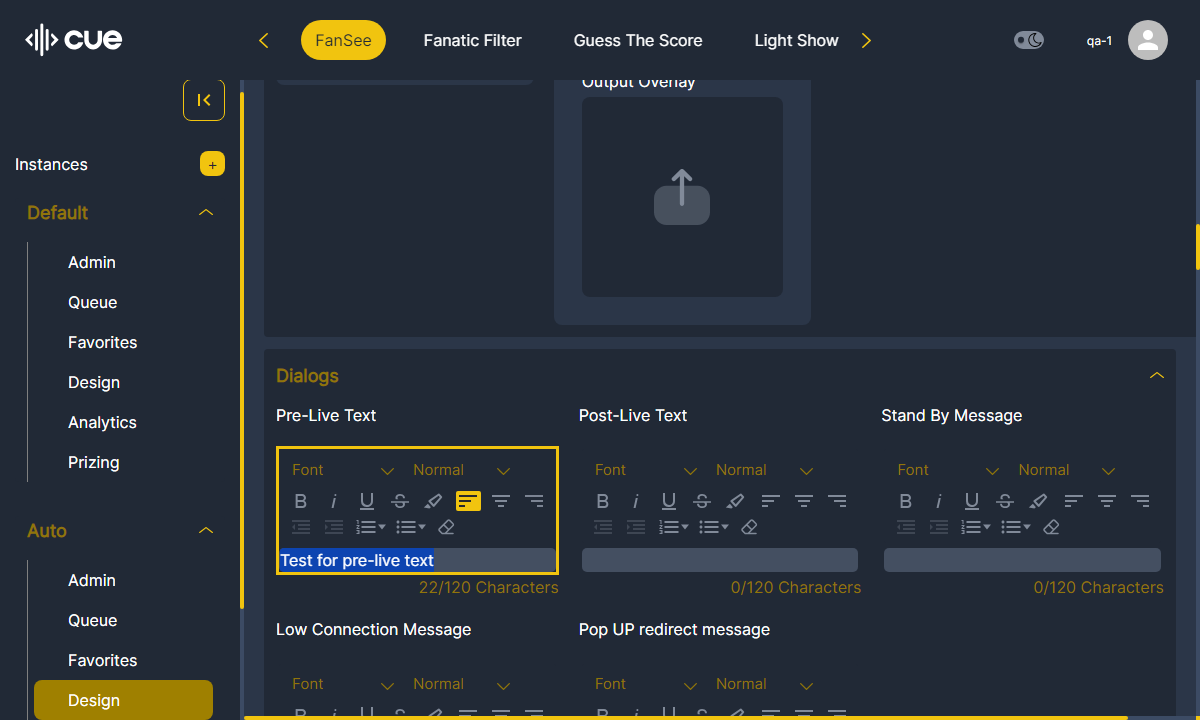 cue
FanSee
Fanatic Filter
Guess The Score
Light Show
qa-1
Instances
+
Default
Admin
Queue
Favorites
Design
Analytics
Prizing
Auto
Admin
Queue
Favorites
Design
Output Overlay
Dialogs
Pre-Live Text
Post-Live Text
Stand By Message
Font Normal
Font Normal
Font Normal
Test for pre-live text
22/120 Characters
0/120 Characters
0/120 Characters
Low Connection Message
Pop UP redirect message
Font Normal
Font Normal